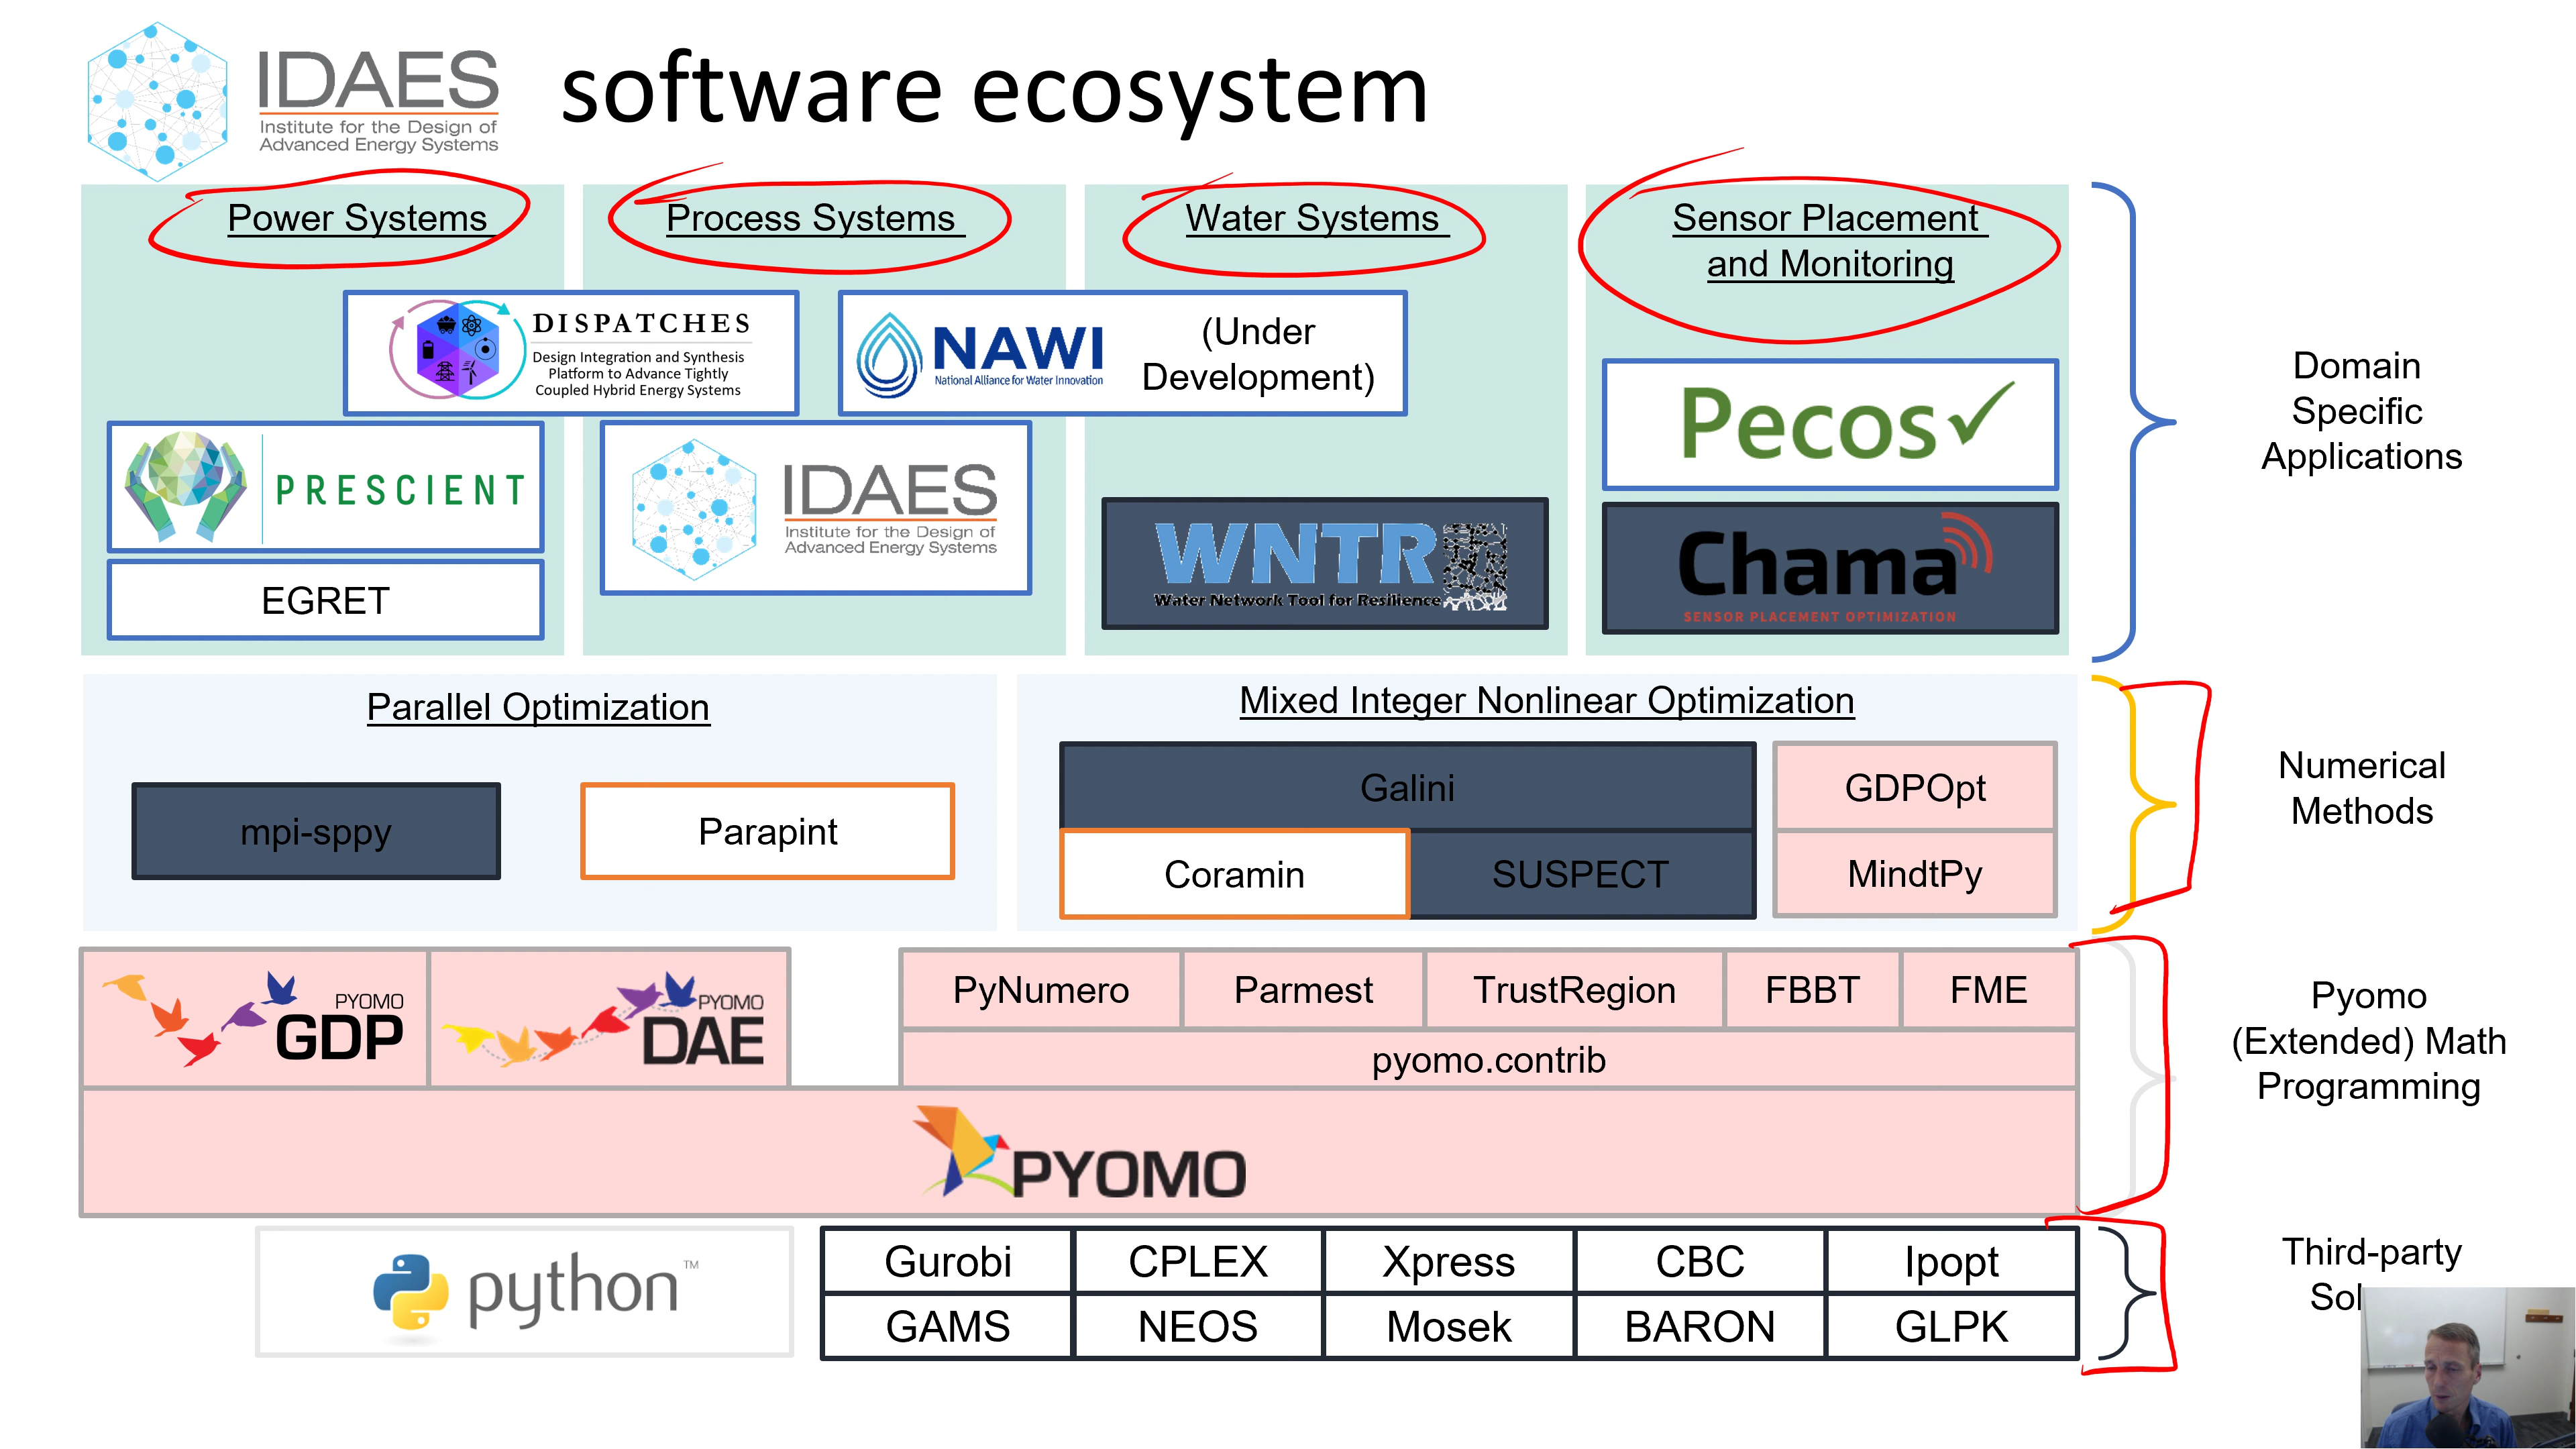 IDAES
Institute for the Design of
Advanced Energy Systems
software ecosystem
Power Systems
Process Systems
Water Systems
Sensor Placement
and Monitoring
DISPATCHES
Design Integration and Synthesis
Platform to Advance Tightly
Coupled Hybrid Energy Systems
NAWI
National Alliance for Water Innovation
(Under
Development)
Pecos
PRESCIENT
EGRET
IDAES
Institute for the Design of
Advanced Energy Systems
WNTR
Water Network Tool for Resilience
Chama
SENSOR PLACEMENT OPTIMIZATION
Domain
Specific
Applications
Parallel Optimization
mpi-sppy
Parapint
Mixed Integer Nonlinear Optimization
Galini
GDPOpt
Coramin
SUSPECT
MindtPy
Numerical
Methods
PYOMO
GDP
PYOMO
DAE
PyNumero
Parmest
TrustRegion
FBBT
FME
pyomo.contrib
PYOMO
Pyomo
(Extended) Math
Programming
python™
Gurobi
CPLEX
Xpress
CBC
Ipopt
GAMS
NEOS
Mosek
BARON
GLPK
Third-party